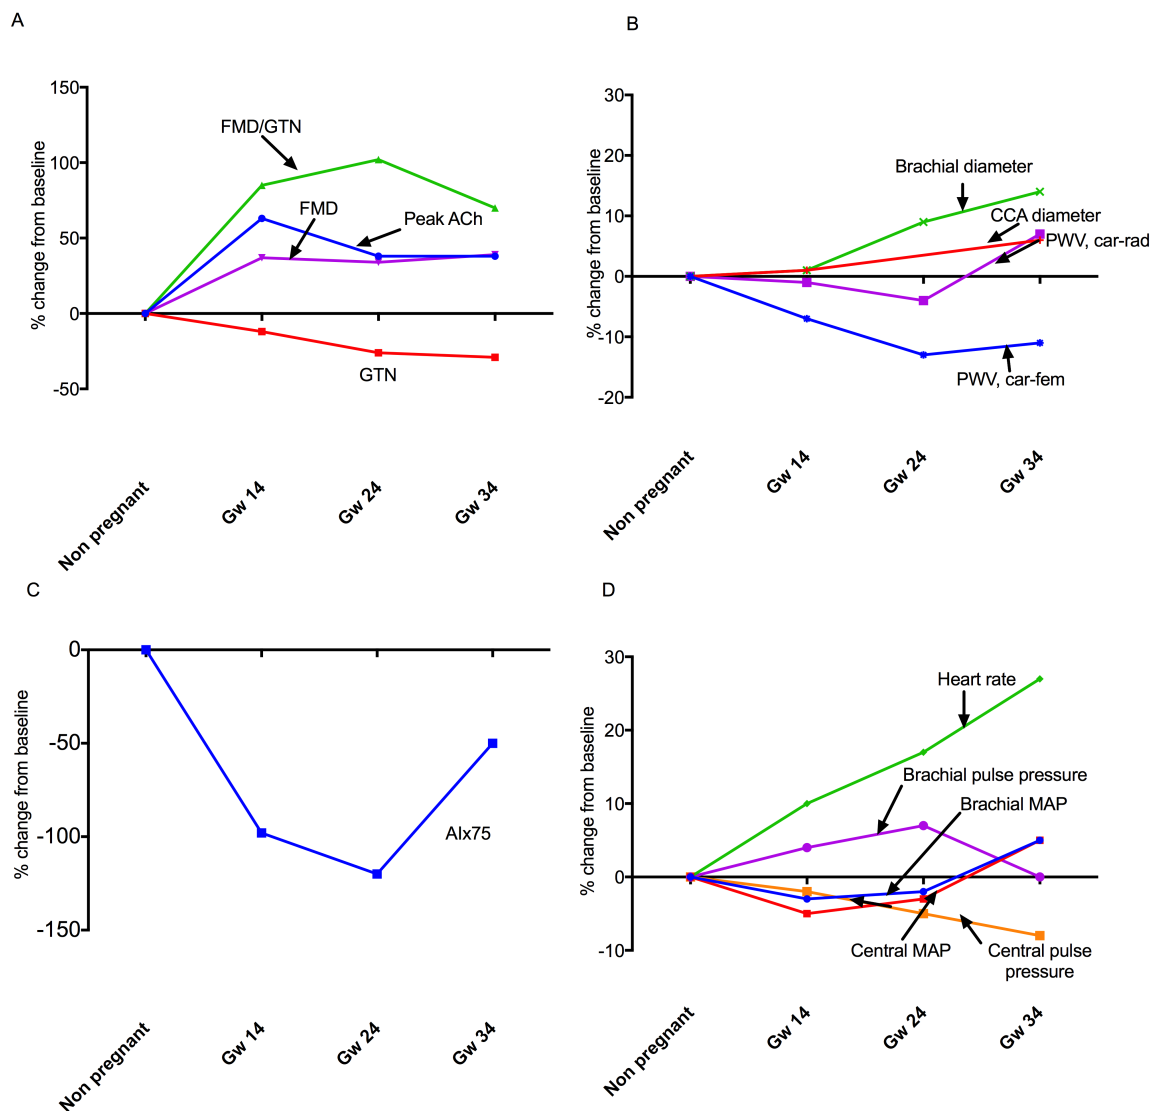 A
150
100
50
0
-50
% change from baseline
FMD/GTN
FMD
Peak ACh
GTN
Non pregnant
Gw 14
Gw 24
Gw 34
B
30
20
10
0
-10
-20
% change from baseline
Brachial diameter
CCA diameter
PWV, car-rad
PWV, car-fem
Non pregnant
Gw 14
Gw 24
Gw 34
C
0
-50
-100
-150
% change from baseline
AIx75
Non pregnant
Gw 14
Gw 24
Gw 34
D
30
20
10
0
-10
% change from baseline
Heart rate
Brachial pulse pressure
Brachial MAP
Central MAP
Central pulse
pressure
Non pregnant
Gw 14
Gw 24
Gw 34